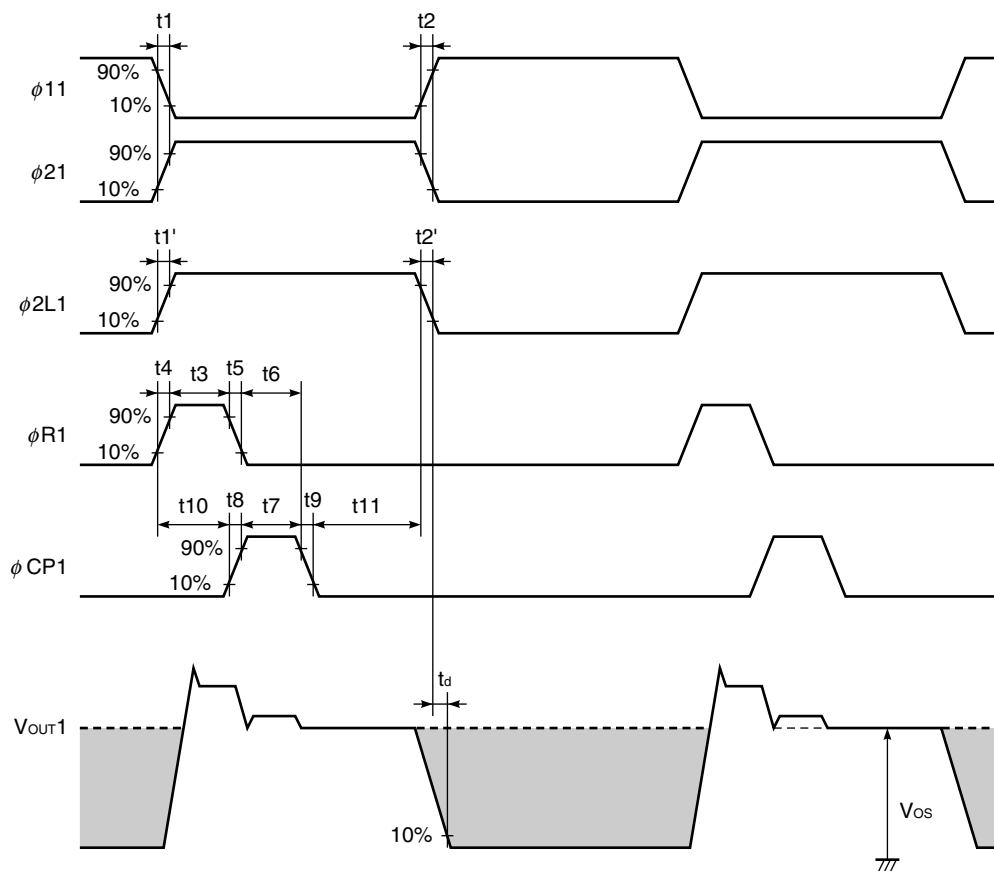 t1 t2
90%
ϕ11
10%
90%
ϕ21
10%
t1' t2'
90%
ϕ2L1
10%
t4 t3 t5 t6
90%
ϕR1
10%
t10 t8 t7 t9 t11
90%
ϕCP1
10%
td
VOUT1
VOS
10%